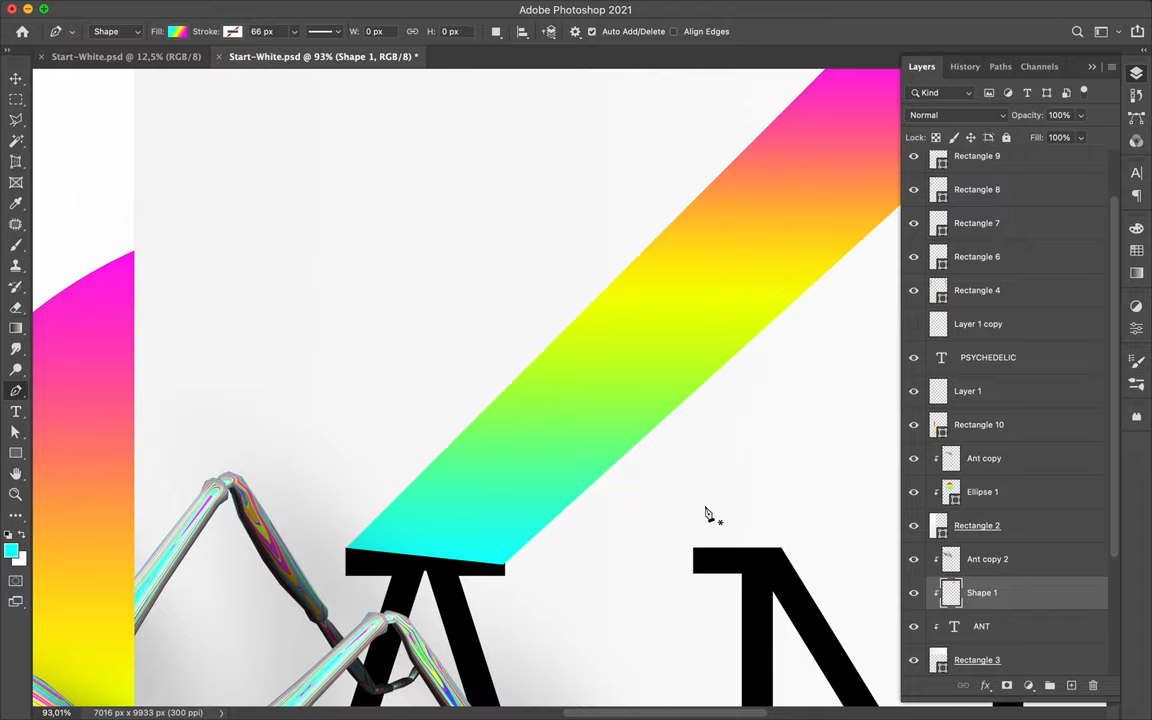 Adobe Photoshop 2021
Shape Fill: Stroke: 66 px W: 0 px H: 0 px Auto Add/Delete Align Edges
Start-White.psd @ 12,5% (RGB/8) Start-White.psd @ 93% (Shape 1, RGB/8) *
Layers History Paths Channels
Kind
Normal Opacity: 100%
Lock: Fill: 100%
Rectangle 9
Rectangle 8
Rectangle 7
Rectangle 6
Rectangle 4
Layer 1 copy
PSYCHEDELIC
Layer 1
Rectangle 10
Ant copy
Ellipse 1
Rectangle 2
Ant copy 2
Shape 1
ANT
Rectangle 3
93,01% 7016 px x 9933 px (300 ppi)